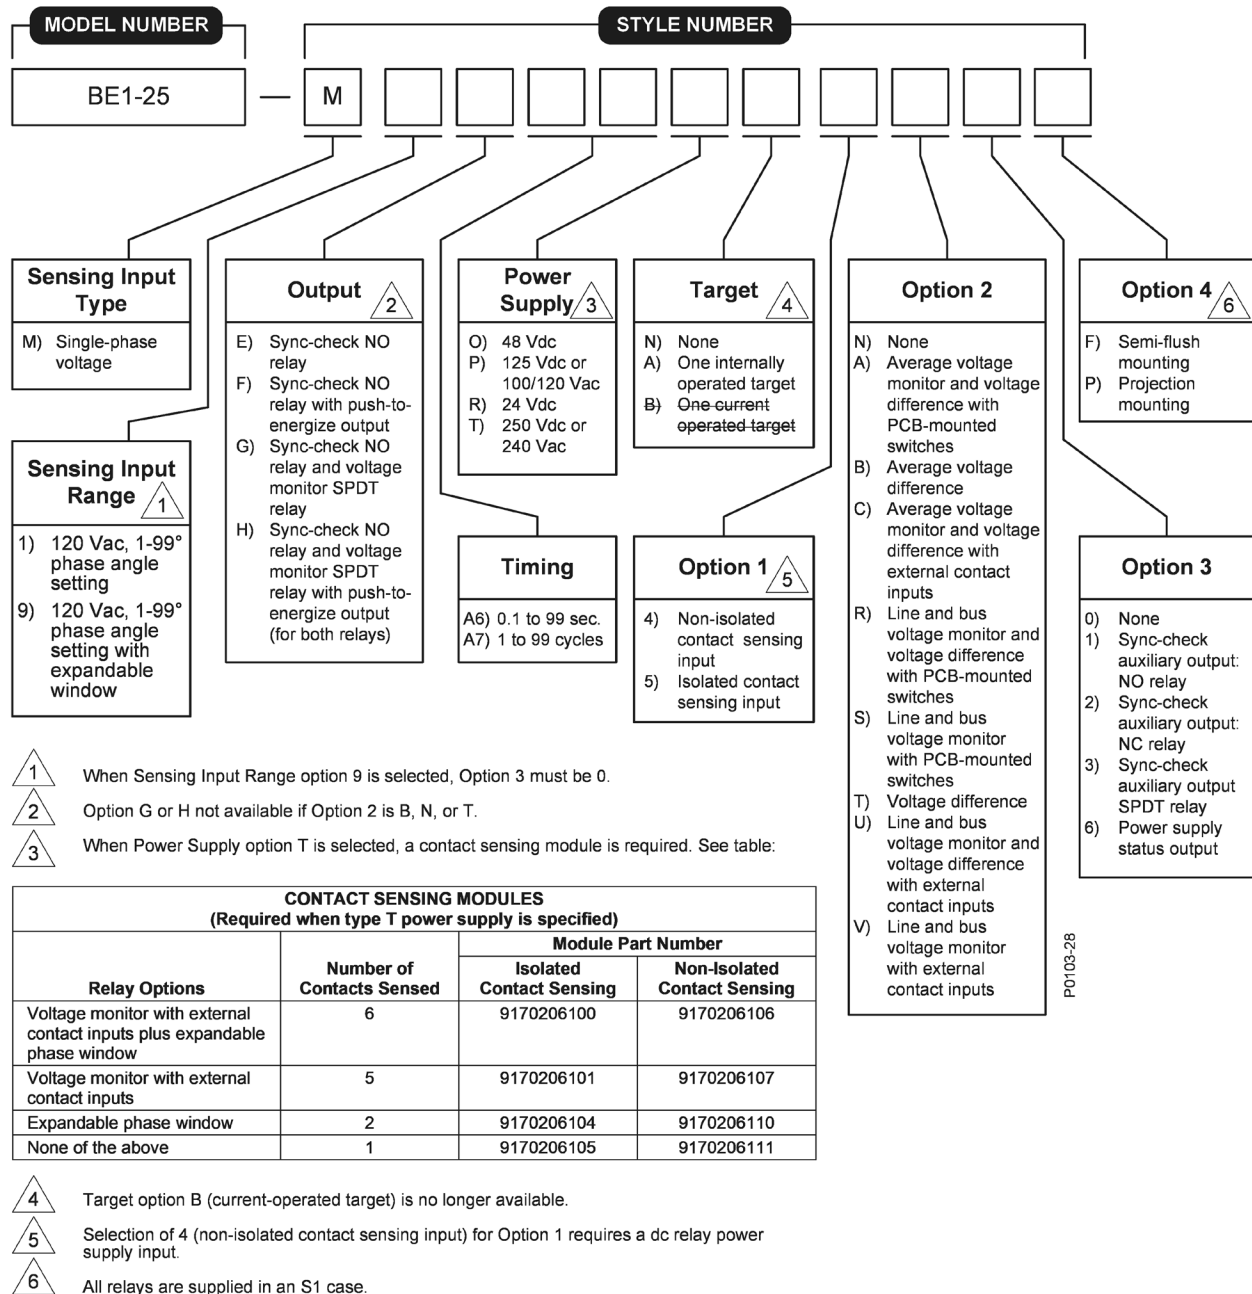 MODEL NUMBER
STYLE NUMBER
BE1-25
—
M
Sensing Input
Type
M) Single-phase
voltage
Sensing Input
Range
1
1) 120 Vac, 1-99°
phase angle
setting
9) 120 Vac, 1-99°
phase angle
setting with
expandable
window
Output
2
E) Sync-check NO
relay
F) Sync-check NO
relay with push-to-
energize output
G) Sync-check NO
relay and voltage
monitor SPDT
relay
H) Sync-check NO
relay and voltage
monitor SPDT
relay with push-to-
energize output
(for both relays)
Power
Supply
3
O) 48 Vdc
P) 125 Vdc or
100/120 Vac
R) 24 Vdc
T) 250 Vdc or
240 Vac
Timing
A6) 0.1 to 99 sec.
A7) 1 to 99 cycles
Target
4
N) None
A) One internally
operated target
B) One current
operated target
Option 1
5
4) Non-isolated
contact sensing
input
5) Isolated contact
sensing input
Option 2
N) None
A) Average voltage
monitor and voltage
difference with
PCB-mounted
switches
B) Average voltage
difference
C) Average voltage
monitor and voltage
difference with
external contact
inputs
R) Line and bus
voltage monitor and
voltage difference
with PCB-mounted
switches
S) Line and bus
voltage monitor
with PCB-mounted
switches
T) Voltage difference
U) Line and bus
voltage monitor and
voltage difference
with external
contact inputs
V) Line and bus
voltage monitor
with external
contact inputs
Option 4
6
F) Semi-flush
mounting
P) Projection
mounting
Option 3
0) None
1) Sync-check
auxiliary output:
NO relay
2) Sync-check
auxiliary output:
NC relay
3) Sync-check
auxiliary output
SPDT relay
6) Power supply
status output
P0103-28
1 When Sensing Input Range option 9 is selected, Option 3 must be 0.
2 Option G or H not available if Option 2 is B, N, or T.
3 When Power Supply option T is selected, a contact sensing module is required. See table:
CONTACT SENSING MODULES
(Required when type T power supply is specified)
Module Part Number
Relay Options
Number of
Contacts Sensed
Isolated
Contact Sensing
Non-Isolated
Contact Sensing
Voltage monitor with external
contact inputs plus expandable
phase window
6 9170206100 9170206106
Voltage monitor with external
contact inputs
5 9170206101 9170206107
Expandable phase window 2 9170206104 9170206110
None of the above 1 9170206105 9170206111
4 Target option B (current-operated target) is no longer available.
5 Selection of 4 (non-isolated contact sensing input) for Option 1 requires a dc relay power
supply input.
6 All relays are supplied in an S1 case.